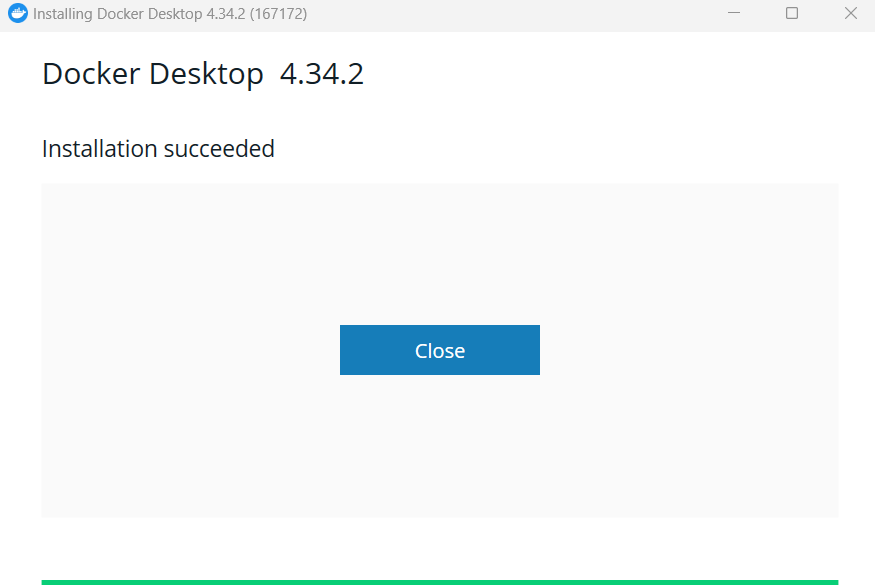 Installing Docker Desktop 4.34.2 (167172)
Docker Desktop 4.34.2
Installation succeeded
Close